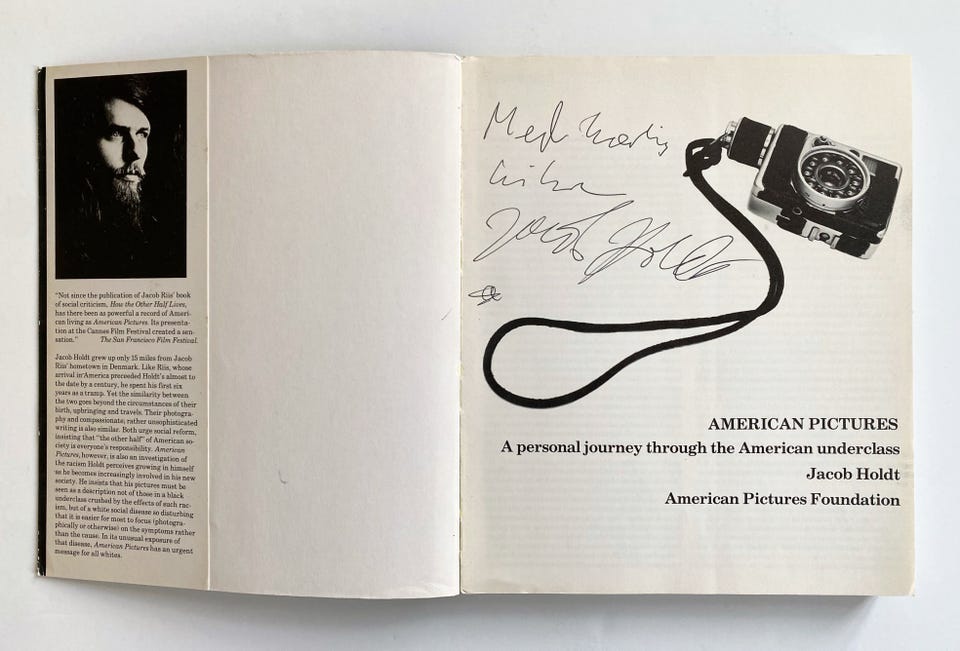 "Not since the publication of Jacob Riis' book
of social criticism, How the Other Half Lives,
has there been as powerful a record of Ameri-
can living as American Pictures. Its presenta-
tion at the Cannes Film Festival created a sen-
sation." The San Francisco Film Festival.
Jacob Holdt grew up only 15 miles from Jacob
Riis' hometown in Denmark. Like Riis, whose
arrival in America preceeded Holdt's almost to
the date by a century, he spent his first six
years as a tramp. Yet the similarity between
the two goes beyond the circumstances of their
birth, upbringing and travels. Their photogra-
phy and compassionate, rather unsophisticated
writing is also similar. Both urge social reform,
insisting that "the other half" of American so-
ciety is everyone's responsibility. American
Pictures, however, is also an investigation of
the racism Holdt perceives growing in himself
as he becomes increasingly involved in his new
society. He insists that his pictures must be
seen as a description not of those in a black
underclass crushed by the effects of such rac-
ism, but of a white social disease so disturbing
that it is easier for most to focus (photogra-
phically or otherwise) on the symptoms rather
than the cause. In its unusual exposure of
that disease, American Pictures has an urgent
message for all whites.
Med kærlig
hilsen
Jacob Holdt
AMERICAN PICTURES
A personal journey through the American underclass
Jacob Holdt
American Pictures Foundation